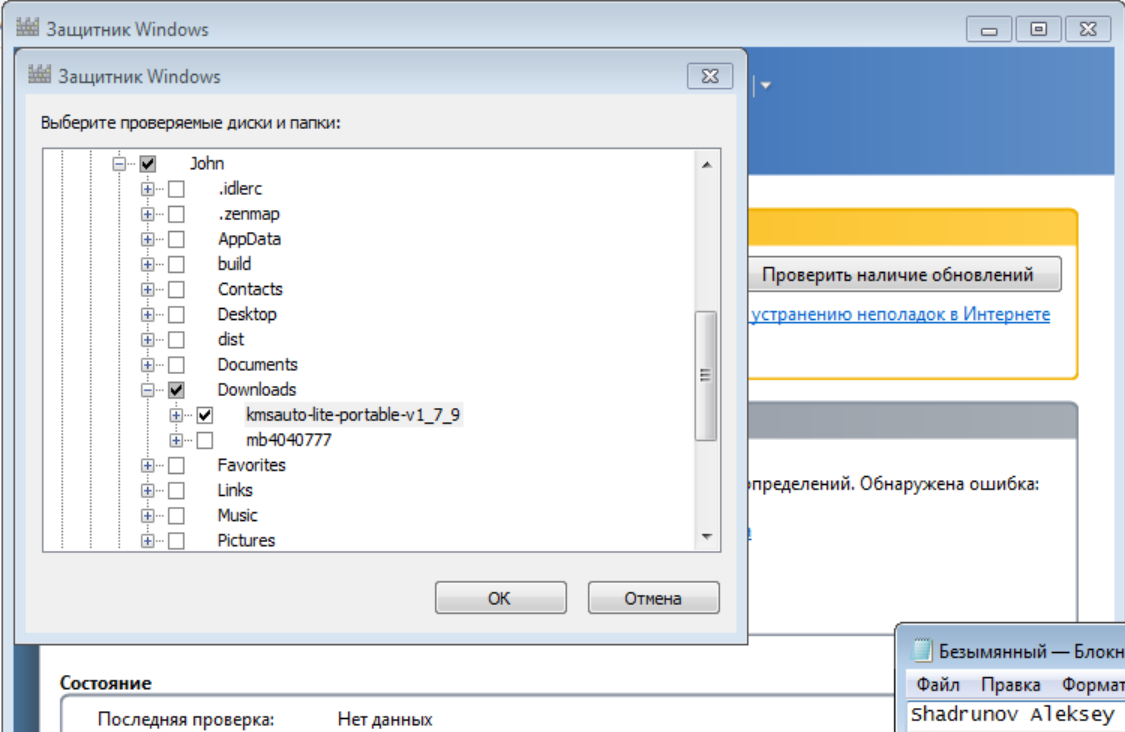 Защитник Windows
Защитник Windows
Выберите проверяемые диски и папки:
John
.idlerc
.zenmap
AppData
build
Contacts
Desktop
dist
Documents
Downloads
kmsauto-lite-portable-v1_7_9
mb4040777
Favorites
Links
Music
Pictures
OK
Отмена
Проверить наличие обновлений
устранению неполадок в Интернете
определений. Обнаружена ошибка:
Состояние
Последняя проверка: Нет данных
Безымянный — Блокн
Файл Правка Формат
Shadrunov Aleksey